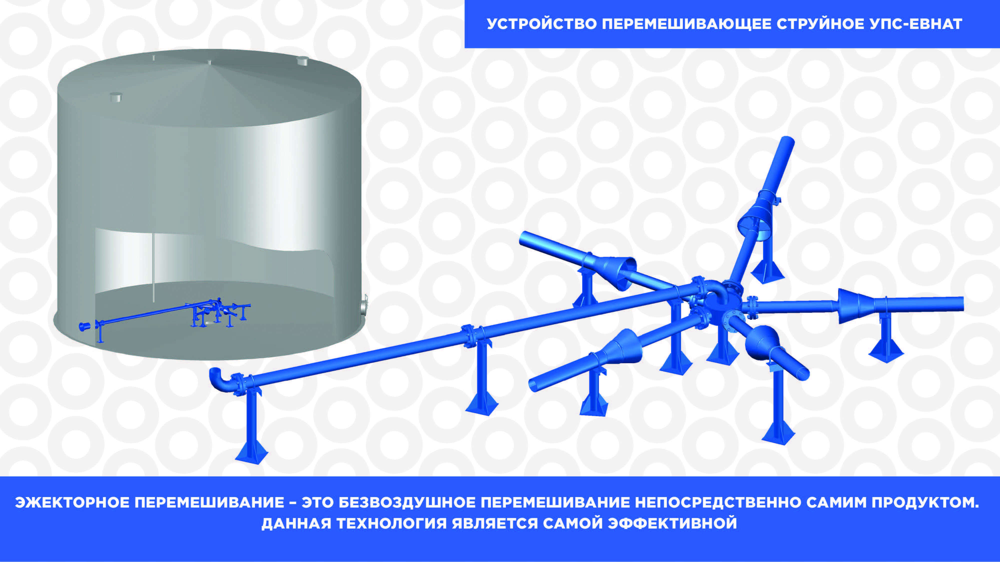 УСТРОЙСТВО ПЕРЕМЕШИВАЮЩЕЕ СТРУЙНОЕ УПС-ЕВНАТ
ЭЖЕКТОРНОЕ ПЕРЕМЕШИВАНИЕ – ЭТО БЕЗВОЗДУШНОЕ ПЕРЕМЕШИВАНИЕ НЕПОСРЕДСТВЕННО САМИМ ПРОДУКТОМ.
ДАННАЯ ТЕХНОЛОГИЯ ЯВЛЯЕТСЯ САМОЙ ЭФФЕКТИВНОЙ